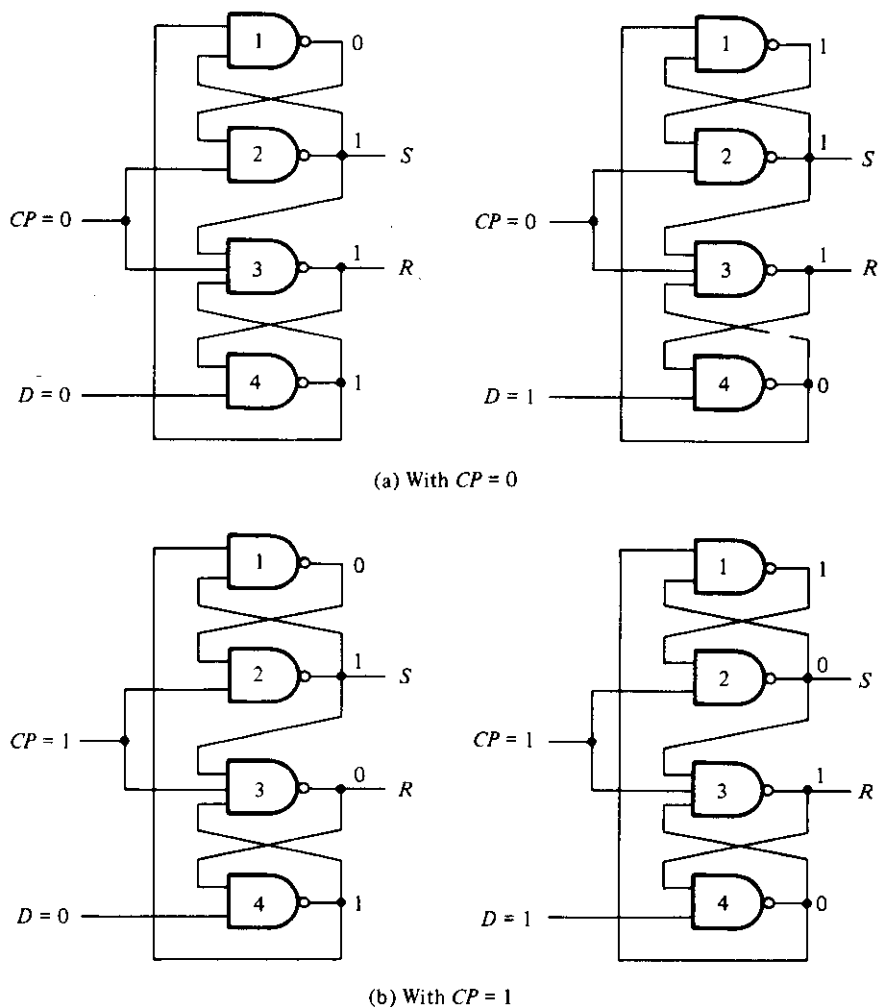 1
0
1
2
S
CP = 0
3
1
R
4
D = 0
1
1
1
1
2
S
CP = 0
3
1
R
4
D = 1
0
(a) With CP = 0
1
0
1
2
S
CP = 1
3
0
R
4
D = 0
1
1
1
0
2
S
CP = 1
3
1
R
4
D = 1
0
(b) With CP = 1